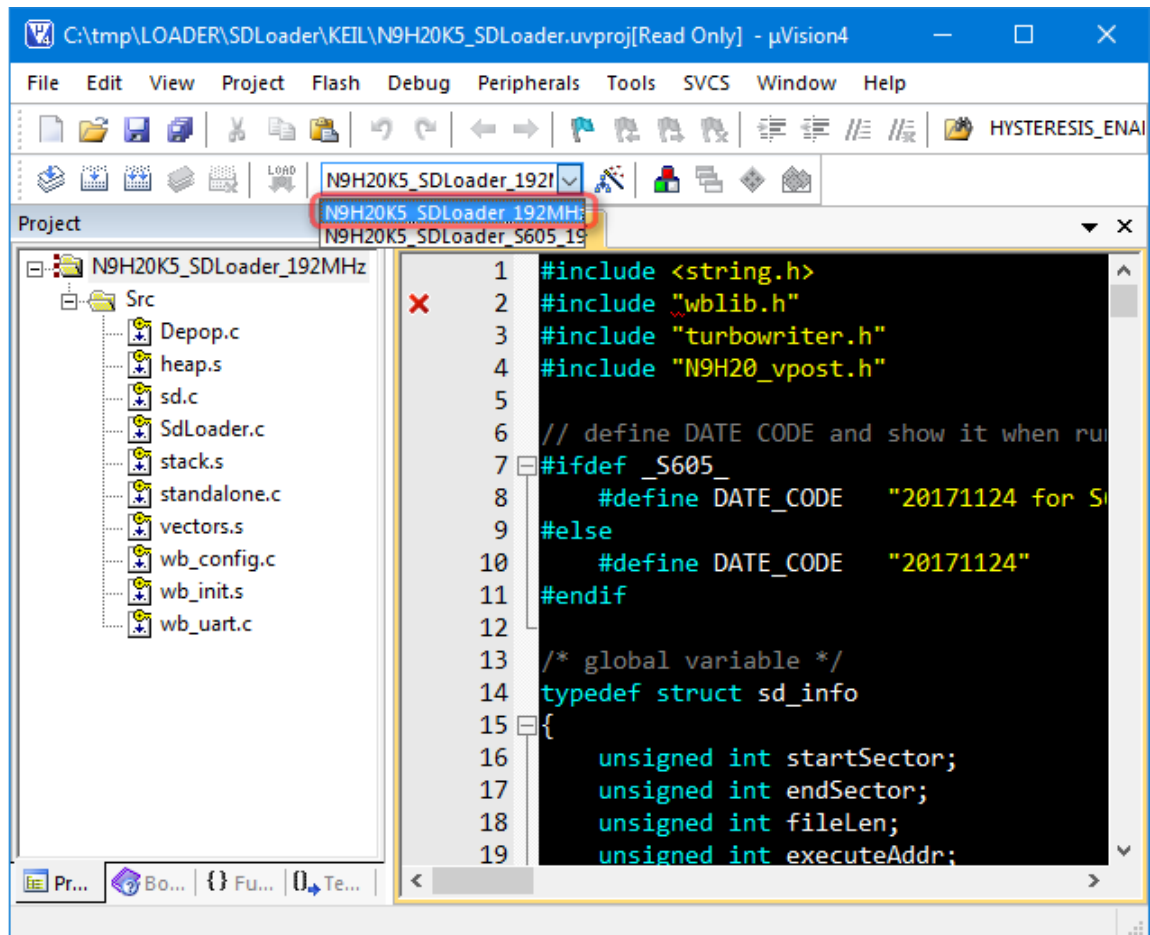 C:\tmp\LOADER\SDLoader\KEIL\N9H20K5_SDLoader.uvproj[Read Only] - µVision4
File Edit View Project Flash Debug Peripherals Tools SVCS Window Help
HYSTERESIS_ENA
LOAD N9H20K5_SDLoader_192
N9H20K5_SDLoader_192MHz
N9H20K5_SDLoader_S605_19
Project
N9H20K5_SDLoader_192MHz
Src
Depop.c
heap.s
sd.c
SdLoader.c
stack.s
standalone.c
vectors.s
wb_config.c
wb_init.s
wb_uart.c
1 #include <string.h>
2 #include "wblib.h"
3 #include "turbowriter.h"
4 #include "N9H20_vpost.h"
5
6 // define DATE CODE and show it when ru
7 #ifdef _S605_
8 #define DATE_CODE "20171124 for S
9 #else
10 #define DATE_CODE "20171124"
11 #endif
12
13 /* global variable */
14 typedef struct sd_info
15 {
16 unsigned int startSector;
17 unsigned int endSector;
18 unsigned int fileLen;
19 unsigned int executeAddr;
Pr... Bo... {} Fu... 0 Te...